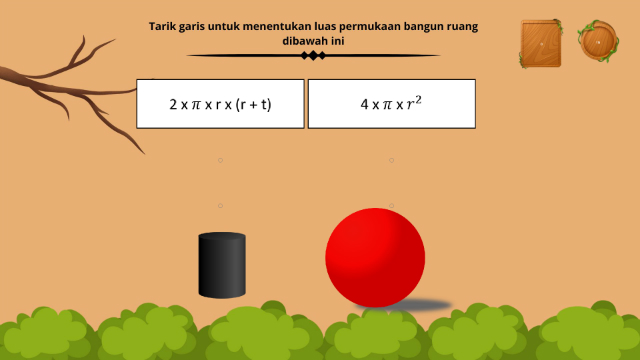 Tarik garis untuk menentukan luas permukaan bangun ruang
dibawah ini
2 x π x r x (r + t)
4 x π x r²